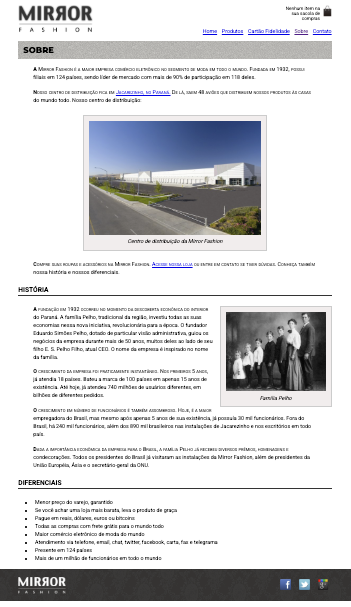 MIRROR
FASHION
Nenhum item na
sua sacola de
compras
Home Produtos Cartão Fidelidade Sobre Contato
SOBRE
A Mirror Fashion é a maior empresa comércio eletrônico no segmento de moda em todo o mundo. Fundada em 1932, possui
filiais em 124 países, sendo líder de mercado com mais de 90% de participação em 118 deles.
Nosso centro de distribuição fica em Jacarezinho, no Paraná. De lá, saem 48 aviões que distribuem nossos produtos às casas
do mundo todo. Nosso centro de distribuição:
Centro de distribuição da Mirror Fashion
Compre suas roupas e acessórios na Mirror Fashion. Acesse nossa loja ou entre em contato se tiver dúvidas. Conheça também
nossa história e nossos diferenciais.
HISTÓRIA
A fundação em 1932 ocorreu no momento da descoberta econômica do interior
do Paraná. A família Pelho, tradicional da região, investiu todas as suas
economias nessa nova iniciativa, revolucionária para a época. O fundador
Eduardo Simões Pelho, dotado de particular visão administrativa, guiou os
negócios da empresa durante mais de 50 anos, muitos deles ao lado de seu
filho E. S. Pelho Filho, atual CEO. O nome da empresa é inspirado no nome
da família.
O crescimento da empresa foi praticamente instantâneo. Nos primeiros 5 anos,
já atendia 18 países. Bateu a marca de 100 países em apenas 15 anos de
existência. Até hoje, já atendeu 740 milhões de usuários diferentes, em
bilhões de diferentes pedidos.
Família Pelho
O crescimento em número de funcionários é também assombroso. Hoje, é a maior
empregadora do Brasil, mas mesmo após apenas 5 anos de sua existência, já possuía 30 mil funcionários. Fora do
Brasil, há 240 mil funcionários, além dos 890 mil brasileiros nas instalações de Jacarezinho e nos escritórios em todo
país.
Dada a importância econômica da empresa para o Brasil, a família Pelho já recebeu diversos prêmios, homenagens e
condecorações. Todos os presidentes do Brasil já visitaram as instalações da Mirror Fashion, além de presidentes da
União Européia, Ásia e o secretário-geral da ONU.
DIFERENCIAIS
Menor preço do varejo, garantido
Se você achar uma loja mais barata, leva o produto de graça
Pague em reais, dólares, euros ou bitcoins
Todas as compras com frete grátis para o mundo todo
Maior comércio eletrônico de moda do mundo
Atendimento via telefone, email, chat, twitter, facebook, carta, fax e telegrama
Presente em 124 países
Mais de um milhão de funcionários em todo o mundo
MIRROR
FASHION